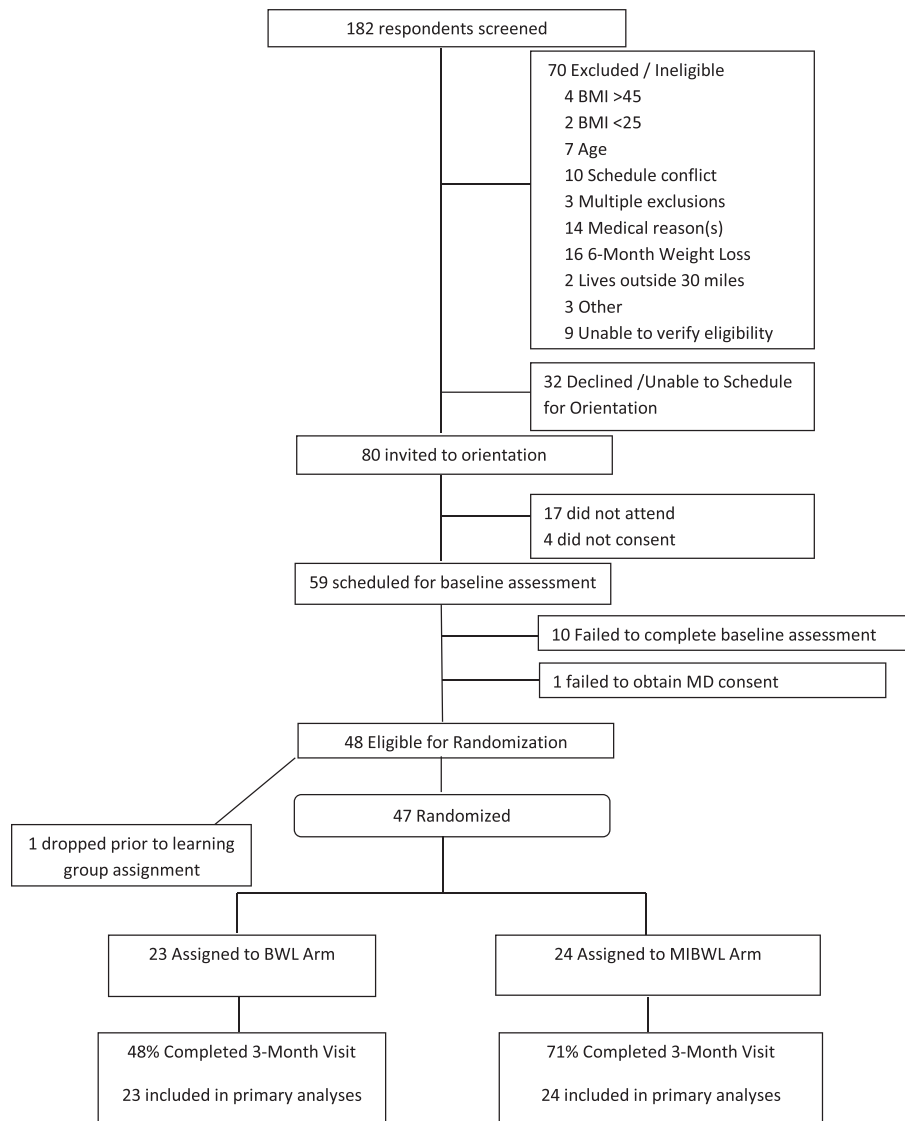 182 respondents screened
70 Excluded / Ineligible
4 BMI >45
2 BMI <25
7 Age
10 Schedule conflict
3 Multiple exclusions
14 Medical reason(s)
16 6-Month Weight Loss
2 Lives outside 30 miles
3 Other
9 Unable to verify eligibility
32 Declined /Unable to Schedule
for Orientation
80 invited to orientation
17 did not attend
4 did not consent
59 scheduled for baseline assessment
10 Failed to complete baseline assessment
1 failed to obtain MD consent
48 Eligible for Randomization
47 Randomized
1 dropped prior to learning
group assignment
23 Assigned to BWL Arm
24 Assigned to MIBWL Arm
48% Completed 3-Month Visit
23 included in primary analyses
71% Completed 3-Month Visit
24 included in primary analyses